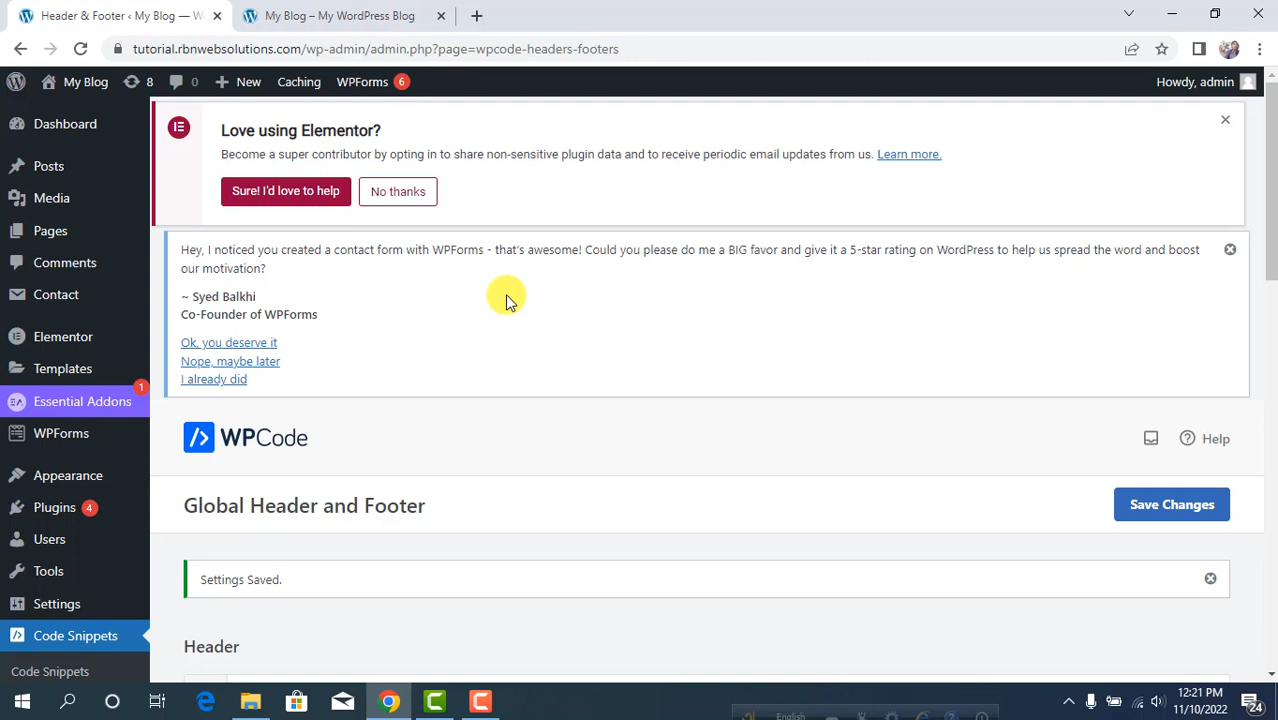 Header & Footer ‹ My Blog — W
My Blog – My WordPress Blog
tutorial.rbnwebsolutions.com/wp-admin/admin.php?page=wpcode-headers-footers
My Blog
8
0
New
Caching
WPForms
6
Howdy, admin
Dashboard
Posts
Media
Pages
Comments
Contact
Elementor
Templates
1
Essential Addons
WPForms
Appearance
Plugins
4
Users
Tools
Settings
Code Snippets
Code Snippets
Love using Elementor?
Become a super contributor by opting in to share non-sensitive plugin data and to receive periodic email updates from us. Learn more.
Sure! I'd love to help
No thanks
Hey, I noticed you created a contact form with WPForms - that's awesome! Could you please do me a BIG favor and give it a 5-star rating on WordPress to help us spread the word and boost
our motivation?
~ Syed Balkhi
Co-Founder of WPForms
Ok, you deserve it
Nope, maybe later
I already did
WPCode
Help
Global Header and Footer
Save Changes
Settings Saved.
Header
English
12:21 PM
11/10/2022
24